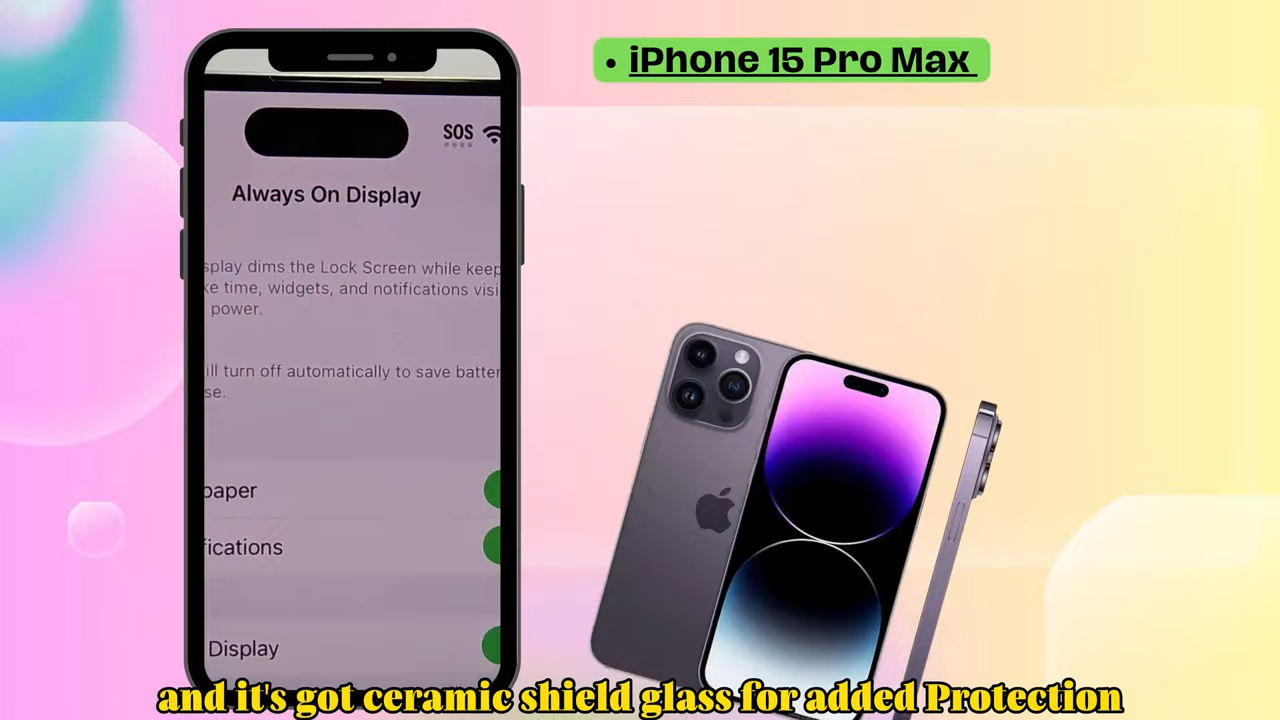 • iPhone 15 Pro Max
SOS
Always On Display
splay dims the Lock Screen while keep
ke time, widgets, and notifications visi
power.
ill turn off automatically to save batter
se.
paper
fications
Display
and it's got ceramic shield glass for added Protection